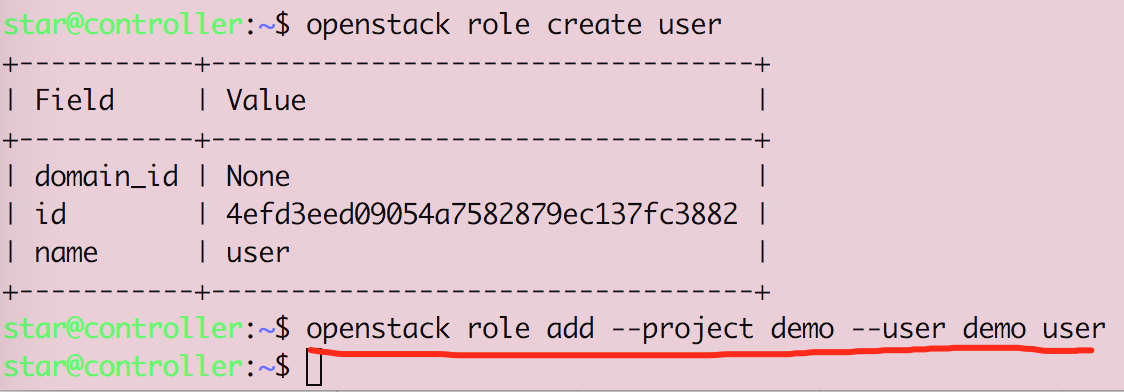 star@controller:~$ openstack role create user
+-----------+----------------------------------+
| Field     | Value                            |
+-----------+----------------------------------+
| domain_id | None                             |
| id        | 4efd3eed09054a7582879ec137fc3882 |
| name      | user                             |
+-----------+----------------------------------+
star@controller:~$ openstack role add --project demo --user demo user
star@controller:~$